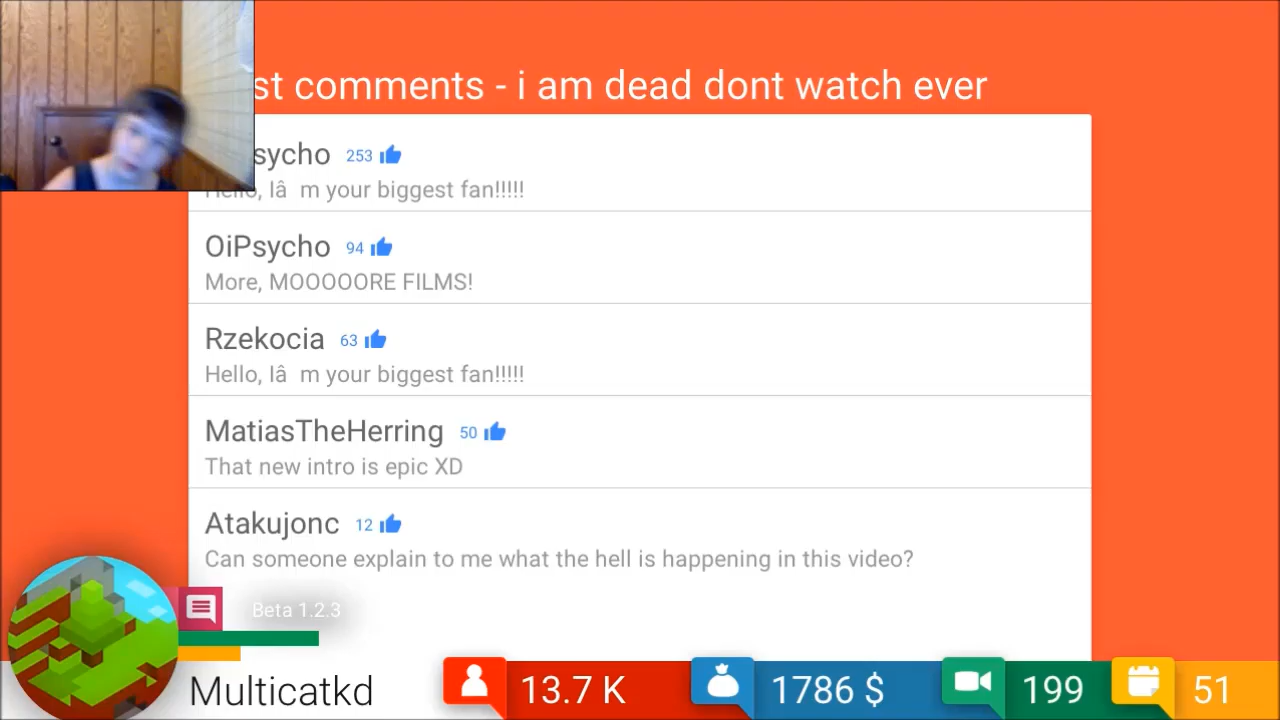 st comments - i am dead dont watch ever
sycho 253
Hello, Iâ m your biggest fan!!!!!
OiPsycho 94
More, MOOOOORE FILMS!
Rzekocia 63
Hello, Iâ m your biggest fan!!!!!
MatiasTheHerring 50
That new intro is epic XD
Atakujonc 12
Can someone explain to me what the hell is happening in this video?
Beta 1.2.3
Multicatkd
13.7 K
1786 $
199
51